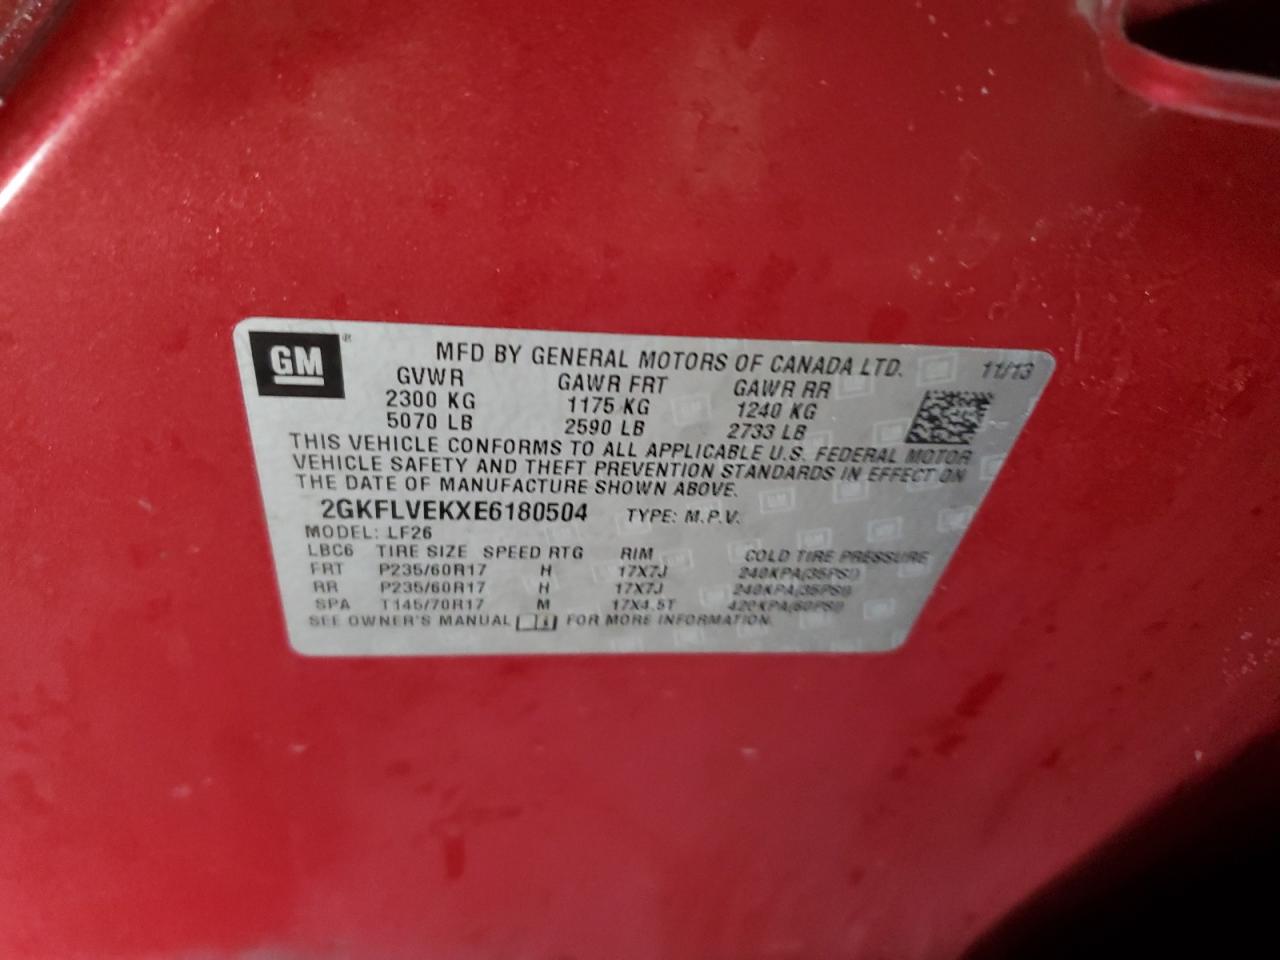 GM®
MFD BY GENERAL MOTORS OF CANADA LTD. 11/13
GVWR GAWR FRT GAWR RR
2300 KG 1175 KG 1240 KG
5070 LB 2590 LB 2733 LB
THIS VEHICLE CONFORMS TO ALL APPLICABLE U.S. FEDERAL MOTOR
VEHICLE SAFETY AND THEFT PREVENTION STANDARDS IN EFFECT ON
THE DATE OF MANUFACTURE SHOWN ABOVE.
2GKFLVEKXE6180504 TYPE: M.P.V.
MODEL: LF26
LBC6 TIRE SIZE SPEED RTG RIM COLD TIRE PRESSURE
FRT P235/60R17 H 17X7J 240KPA(35PSI)
RR P235/60R17 H 17X7J 240KPA(35PSI)
SPA T145/70R17 M 17X4.5T 420KPA(60PSI)
SEE OWNER'S MANUAL FOR MORE INFORMATION.